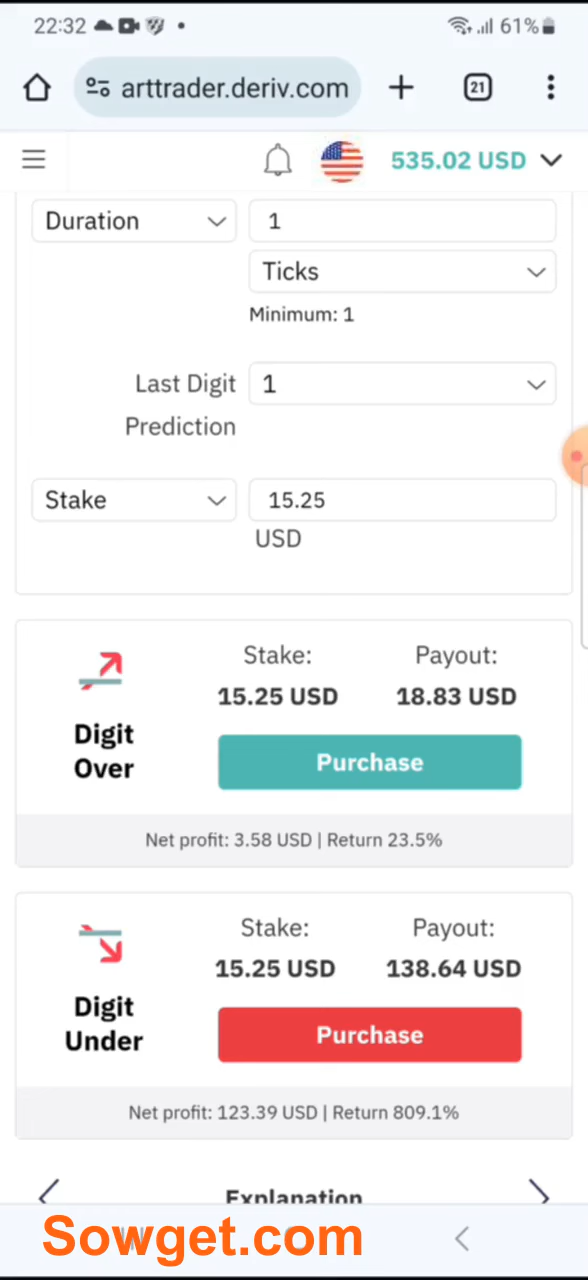 22:32 61%
arttrader.deriv.com 21
535.02 USD
Duration 1
Ticks
Minimum: 1
Last Digit Prediction 1
Stake 15.25
USD
Stake: Payout:
15.25 USD 18.83 USD
Digit Over
Purchase
Net profit: 3.58 USD | Return 23.5%
Stake: Payout:
15.25 USD 138.64 USD
Digit Under
Purchase
Net profit: 123.39 USD | Return 809.1%
Explanation
Sowget.com